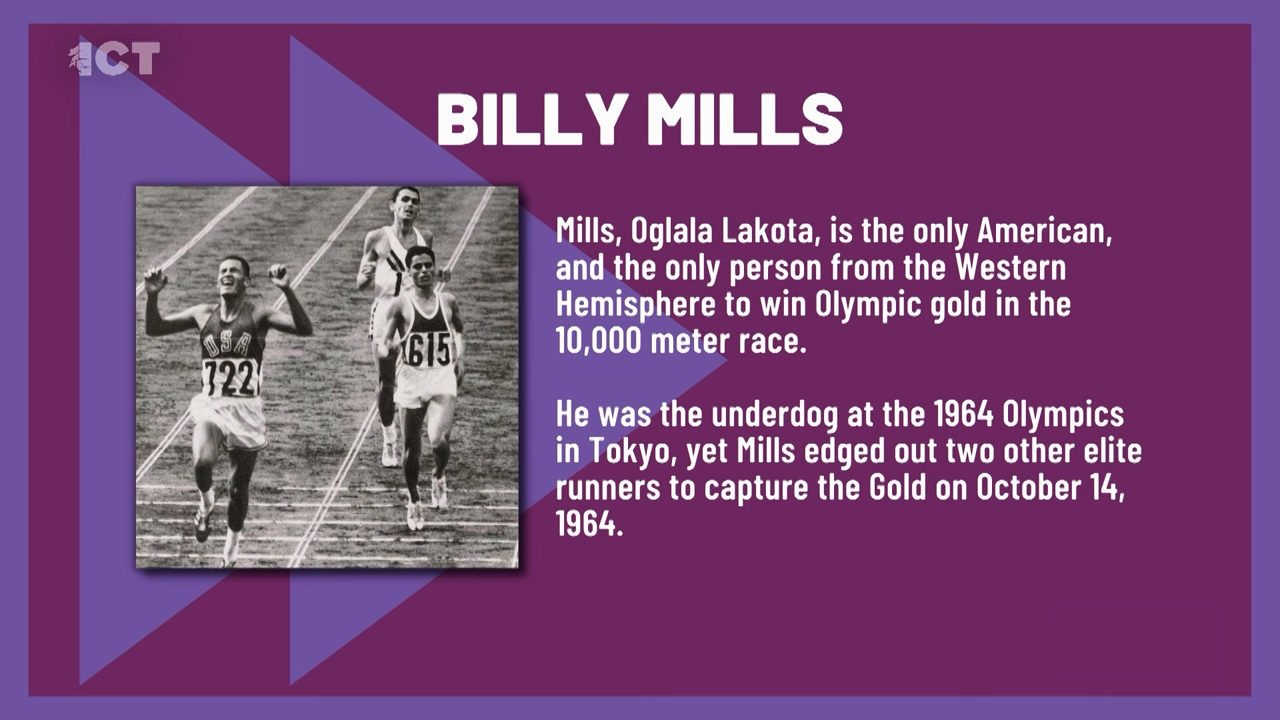 ICT
BILLY MILLS
USA
722
615
Mills, Oglala Lakota, is the only American,
and the only person from the Western
Hemisphere to win Olympic gold in the
10,000 meter race.
He was the underdog at the 1964 Olympics
in Tokyo, yet Mills edged out two other elite
runners to capture the Gold on October 14,
1964.